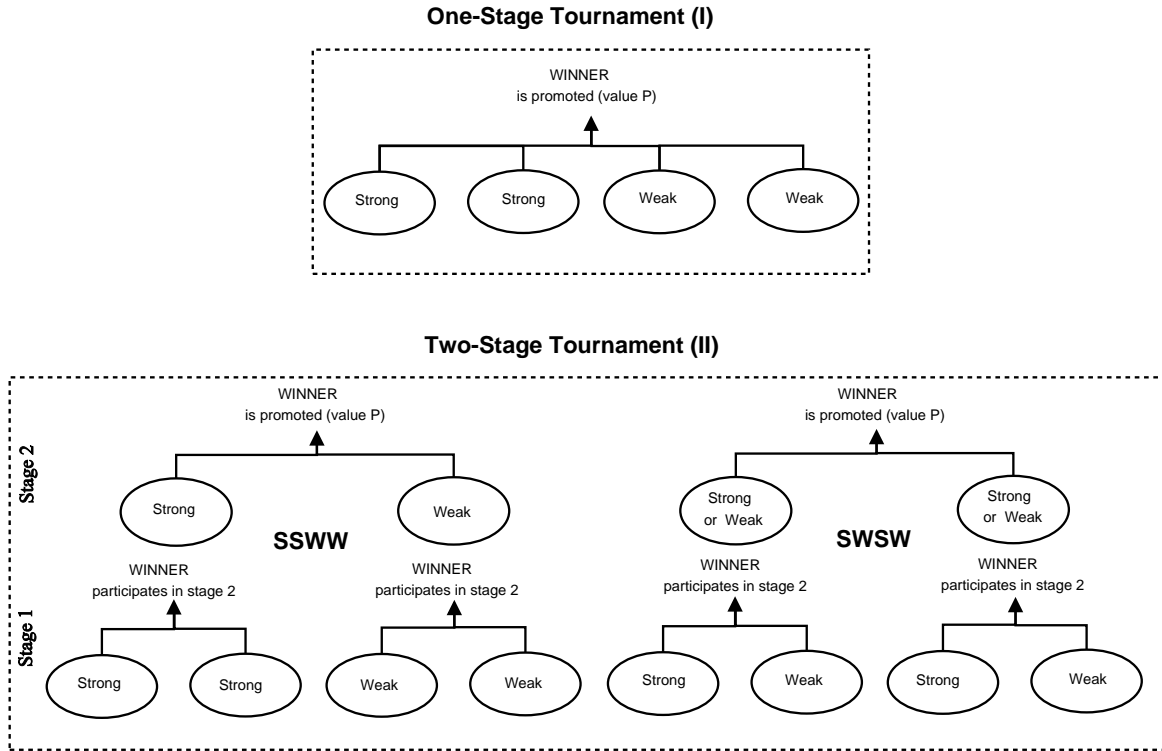 One-Stage Tournament (I)
WINNER
is promoted (value P)
Strong
Strong
Weak
Weak
Two-Stage Tournament (II)
Stage 2
WINNER
is promoted (value P)
Strong
Weak
SSWW
WINNER
is promoted (value P)
Strong
or Weak
Strong
or Weak
SWSW
Stage 1
WINNER
participates in stage 2
Strong
Strong
WINNER
participates in stage 2
Weak
Weak
WINNER
participates in stage 2
Strong
Weak
WINNER
participates in stage 2
Strong
Weak